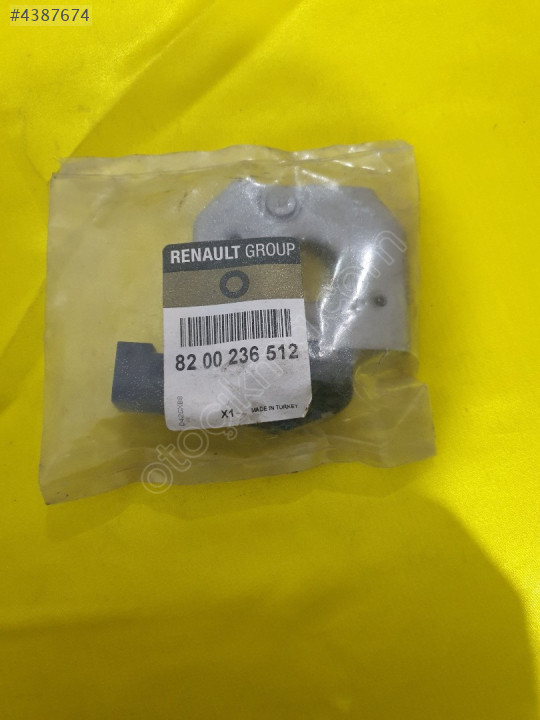 #4387674
RENAULT GROUP
82 00 236 512
X1
MADE IN TURKEY